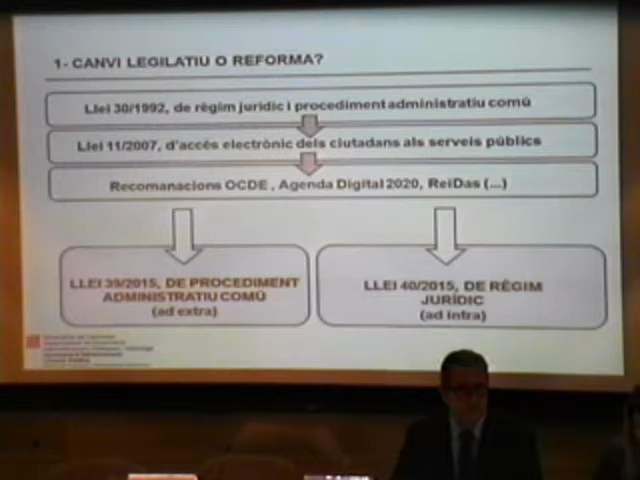 1- CANVI LEGISLATIU O REFORMA?
Llei 30/1992, de règim jurídic i procediment administratiu comú
Llei 11/2007, d'accés electrònic dels ciutadans als serveis públics
Recomanacions OCDE , Agenda Digital 2020, ReiDas (...)
LLEI 39/2015, DE PROCEDIMENT
ADMINISTRATIU COMÚ
(ad extra)
LLEI 40/2015, DE RÈGIM
JURÍDIC
(ad intra)